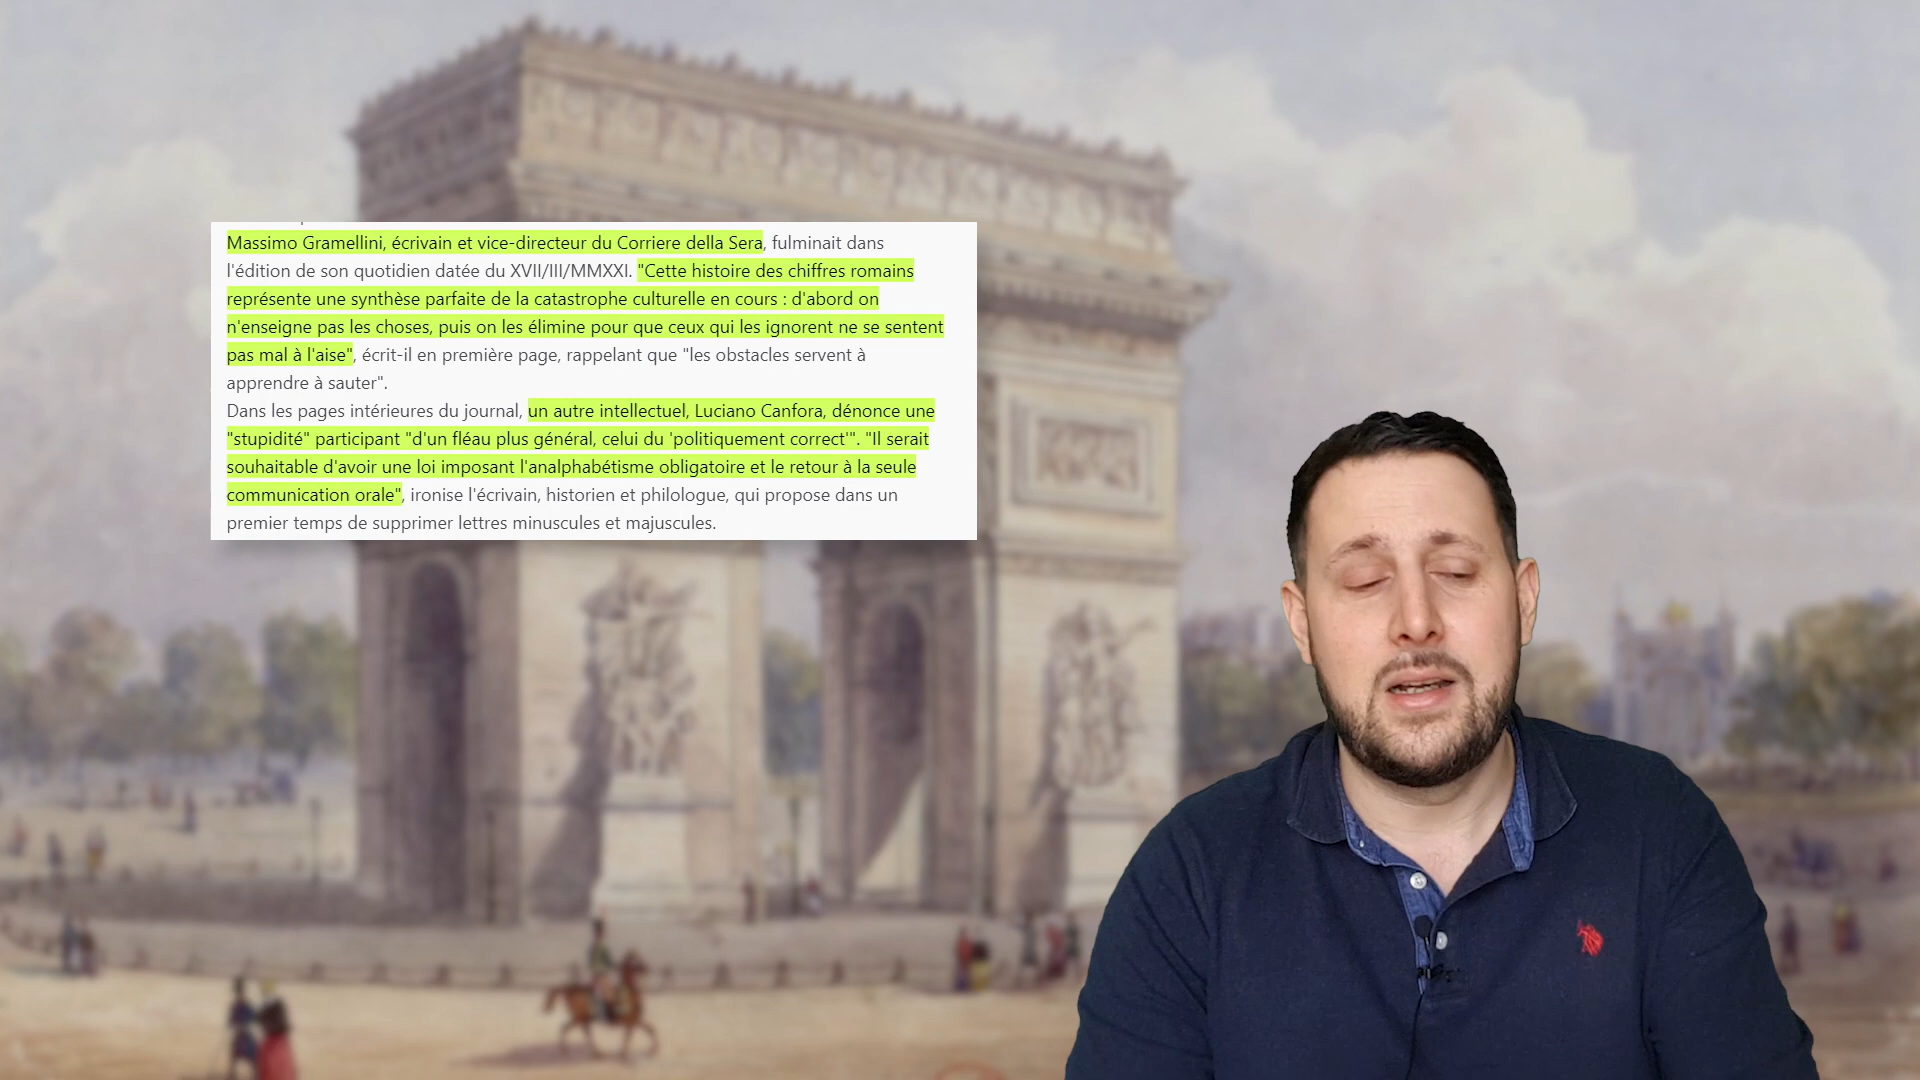 Massimo Gramellini, écrivain et vice-directeur du Corriere della Sera, fulminait dans
l'édition de son quotidien datée du XVII/III/MMXXI. "Cette histoire des chiffres romains
représente une synthèse parfaite de la catastrophe culturelle en cours : d'abord on
n'enseigne pas les choses, puis on les élimine pour que ceux qui les ignorent ne se sentent
pas mal à l'aise", écrit-il en première page, rappelant que "les obstacles servent à
apprendre à sauter".
Dans les pages intérieures du journal, un autre intellectuel, Luciano Canfora, dénonce une
"stupidité" participant "d'un fléau plus général, celui du 'politiquement correct'". "Il serait
souhaitable d'avoir une loi imposant l'analphabétisme obligatoire et le retour à la seule
communication orale", ironise l'écrivain, historien et philologue, qui propose dans un
premier temps de supprimer lettres minuscules et majuscules.